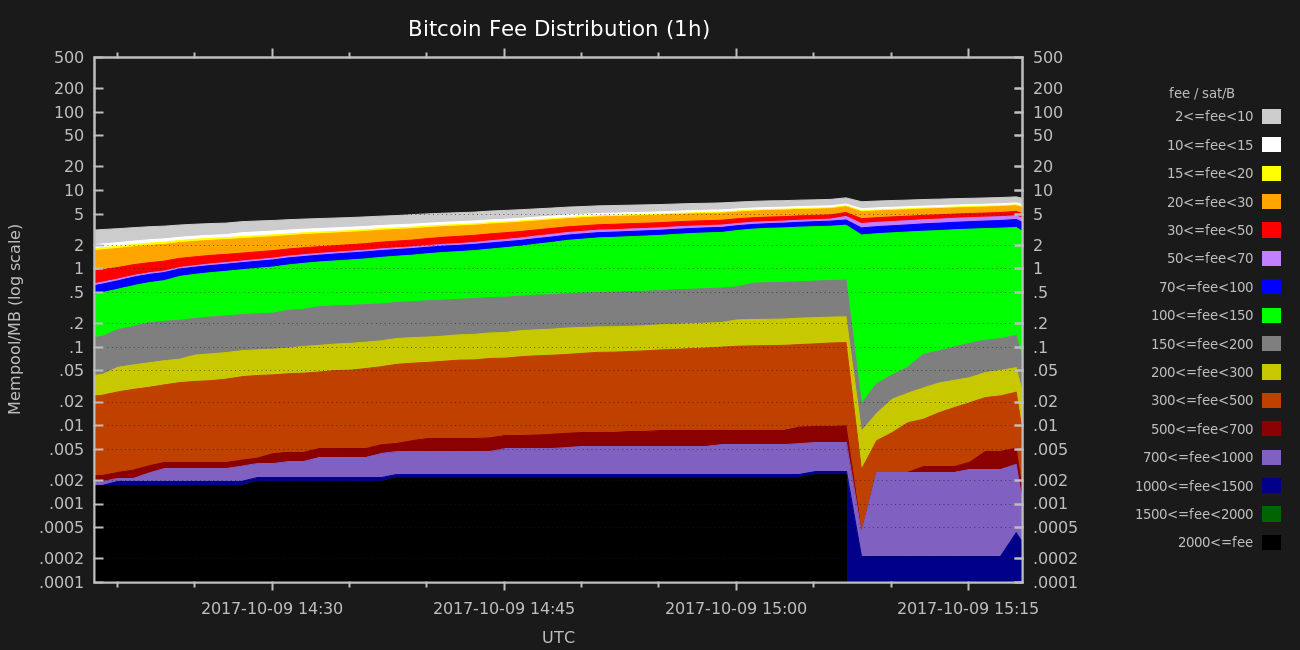 Bitcoin Fee Distribution (1h)
500 500
200 200
100 100
50 50
20 20
10 10
5 5
2 2
1 1
.5 .5
.2 .2
.1 .1
.05 .05
.02 .02
.01 .01
.005 .005
.002 .002
.001 .001
.0005 .0005
.0002 .0002
.0001 .0001
Mempool/MB (log scale)
2017-10-09 14:30 2017-10-09 14:45 2017-10-09 15:00 2017-10-09 15:15
UTC
fee / sat/B
2<=fee<10
10<=fee<15
15<=fee<20
20<=fee<30
30<=fee<50
50<=fee<70
70<=fee<100
100<=fee<150
150<=fee<200
200<=fee<300
300<=fee<500
500<=fee<700
700<=fee<1000
1000<=fee<1500
1500<=fee<2000
2000<=fee